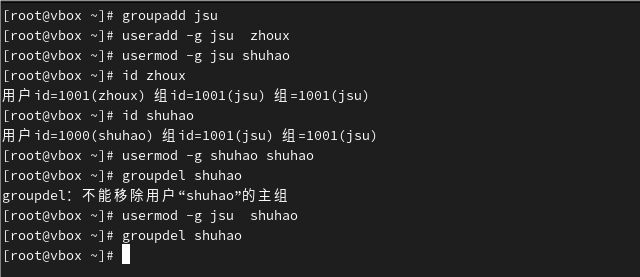 [root@vbox ~]# groupadd jsu
[root@vbox ~]# useradd -g jsu  zhoux
[root@vbox ~]# usermod -g jsu shuhao
[root@vbox ~]# id zhoux
用户id=1001(zhoux) 组id=1001(jsu) 组=1001(jsu)
[root@vbox ~]# id shuhao
用户id=1000(shuhao) 组id=1001(jsu) 组=1001(jsu)
[root@vbox ~]# usermod -g shuhao shuhao
[root@vbox ~]# groupdel shuhao
groupdel：不能移除用户“shuhao”的主组
[root@vbox ~]# usermod -g jsu  shuhao
[root@vbox ~]# groupdel shuhao
[root@vbox ~]#